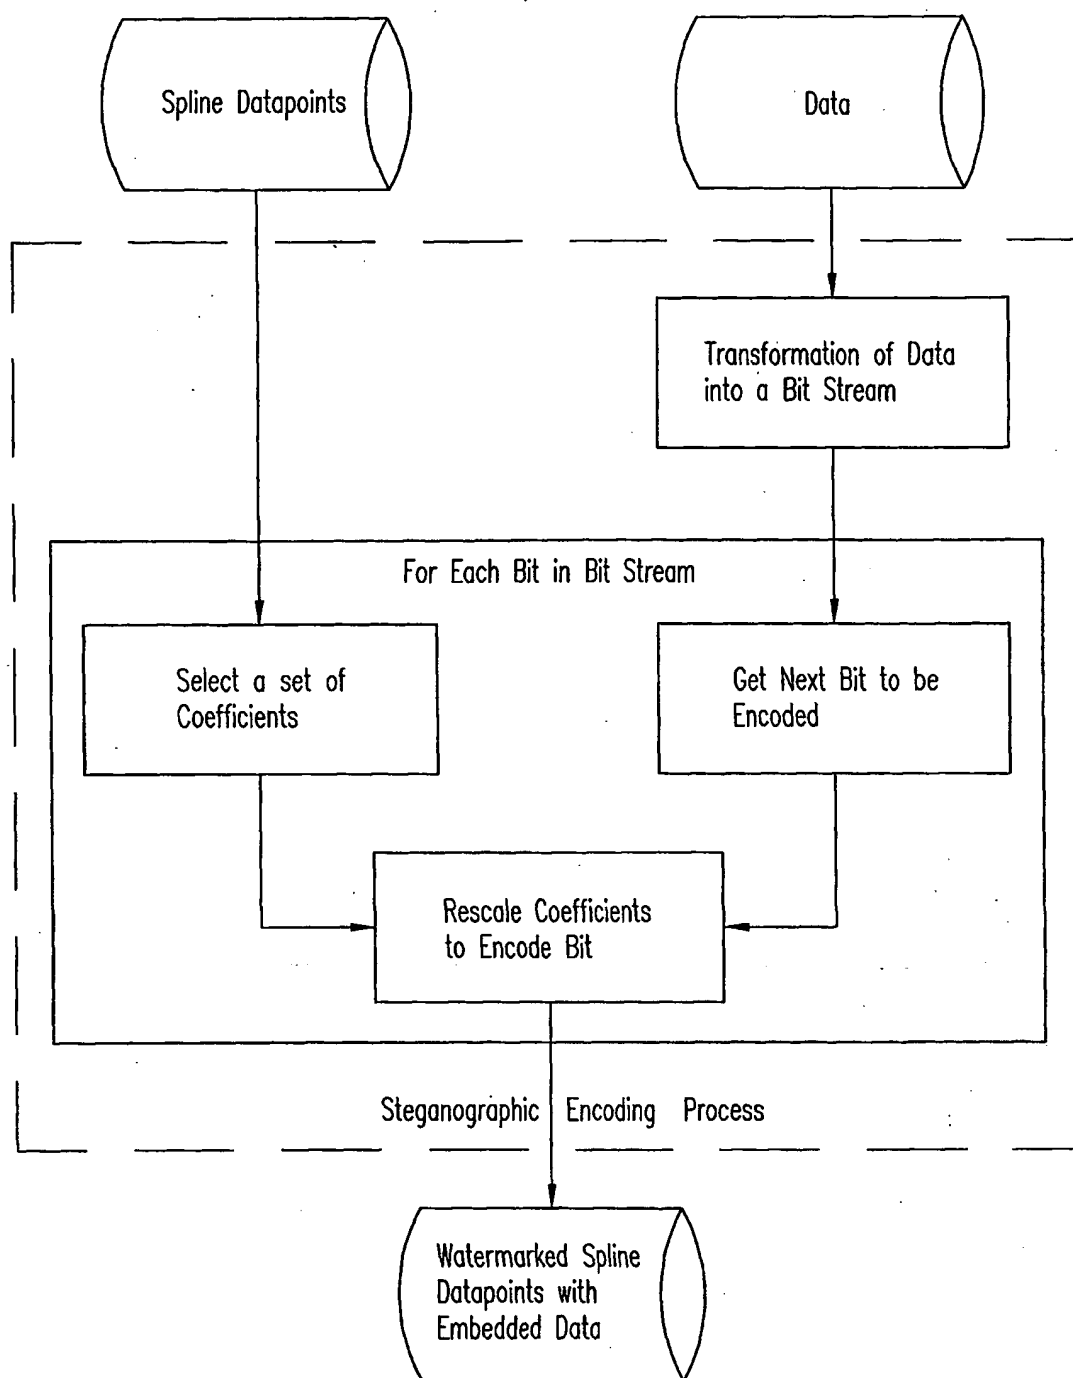 Spline Datapoints
Data
Transformation of Data
into a Bit Stream
For Each Bit in Bit Stream
Select a set of
Coefficients
Get Next Bit to be
Encoded
Rescale Coefficients
to Encode Bit
Steganographic Encoding Process
Watermarked Spline
Datapoints with
Embedded Data